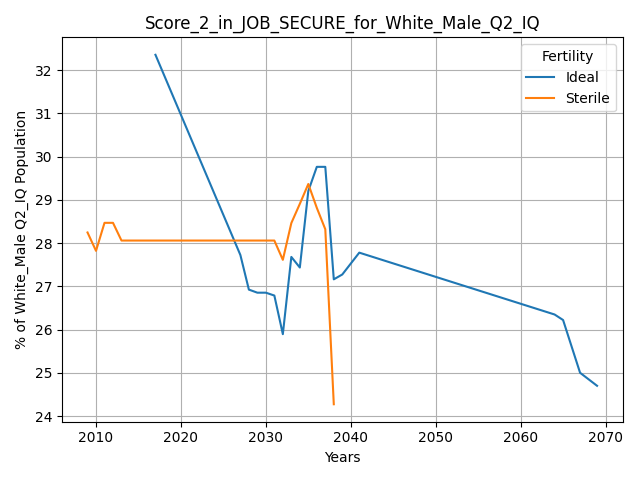 Score_2_in_JOB_SECURE_for_White_Male_Q2_IQ
Fertility
Ideal
Sterile
% of White_Male Q2_IQ Population
32
31
30
29
28
27
26
25
24
2010 2020 2030 2040 2050 2060 2070
Years